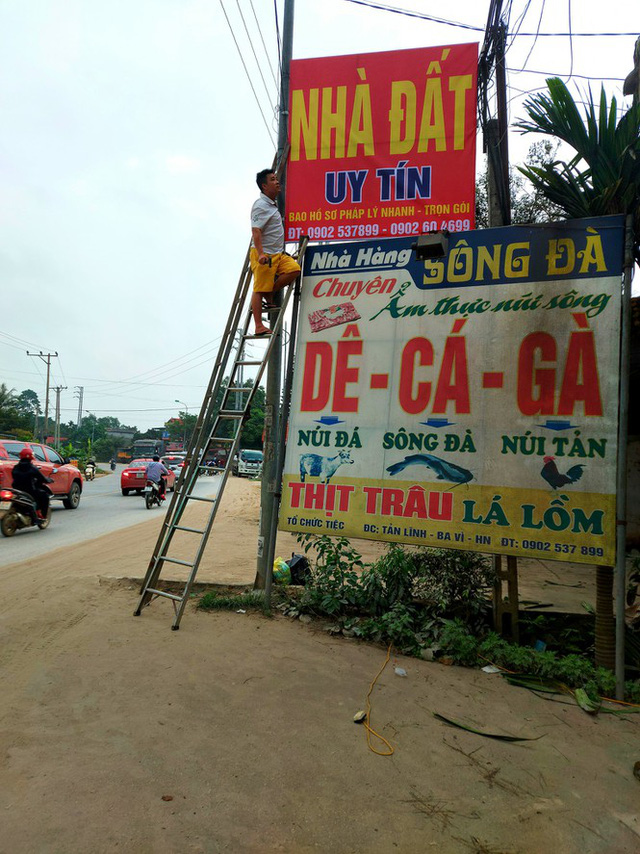 NHÀ ĐẤT
UY TÍN
BAO HỒ SƠ PHÁP LÝ NHANH - TRỌN GÓI
ĐT: 0902 537899 - 0902 60 4699
Nhà Hàng SÔNG ĐÀ
Chuyên: Ẩm thực núi sông
DÊ - CÁ - GÀ
NÚI ĐÁ SÔNG ĐÀ NÚI TẢN
THỊT TRÂU LÁ LỒM
TỔ CHỨC TIỆC ĐC: TẢN LĨNH - BA VÌ - HN ĐT: 0902 537 899